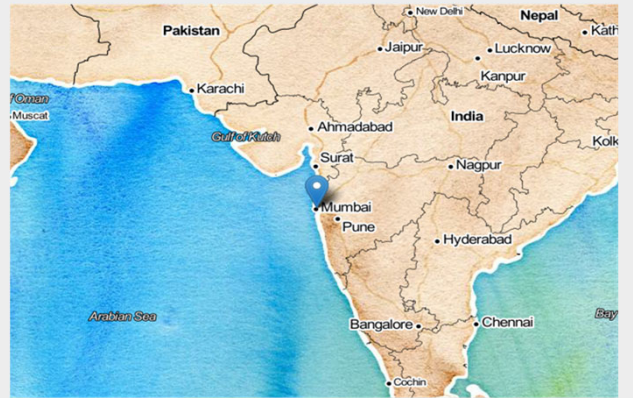 New Delhi
Nepal
Pakistan
Kath
Jaipur
Lucknow
Kanpur
Karachi
f Oman
Muscat
India
Ahmadabad
Gulf of Kutch
Kolk
Surat
Nagpur
Mumbai
Pune
Hyderabad
Arabian Sea
Bay
Bangalore
Chennai
Cochin